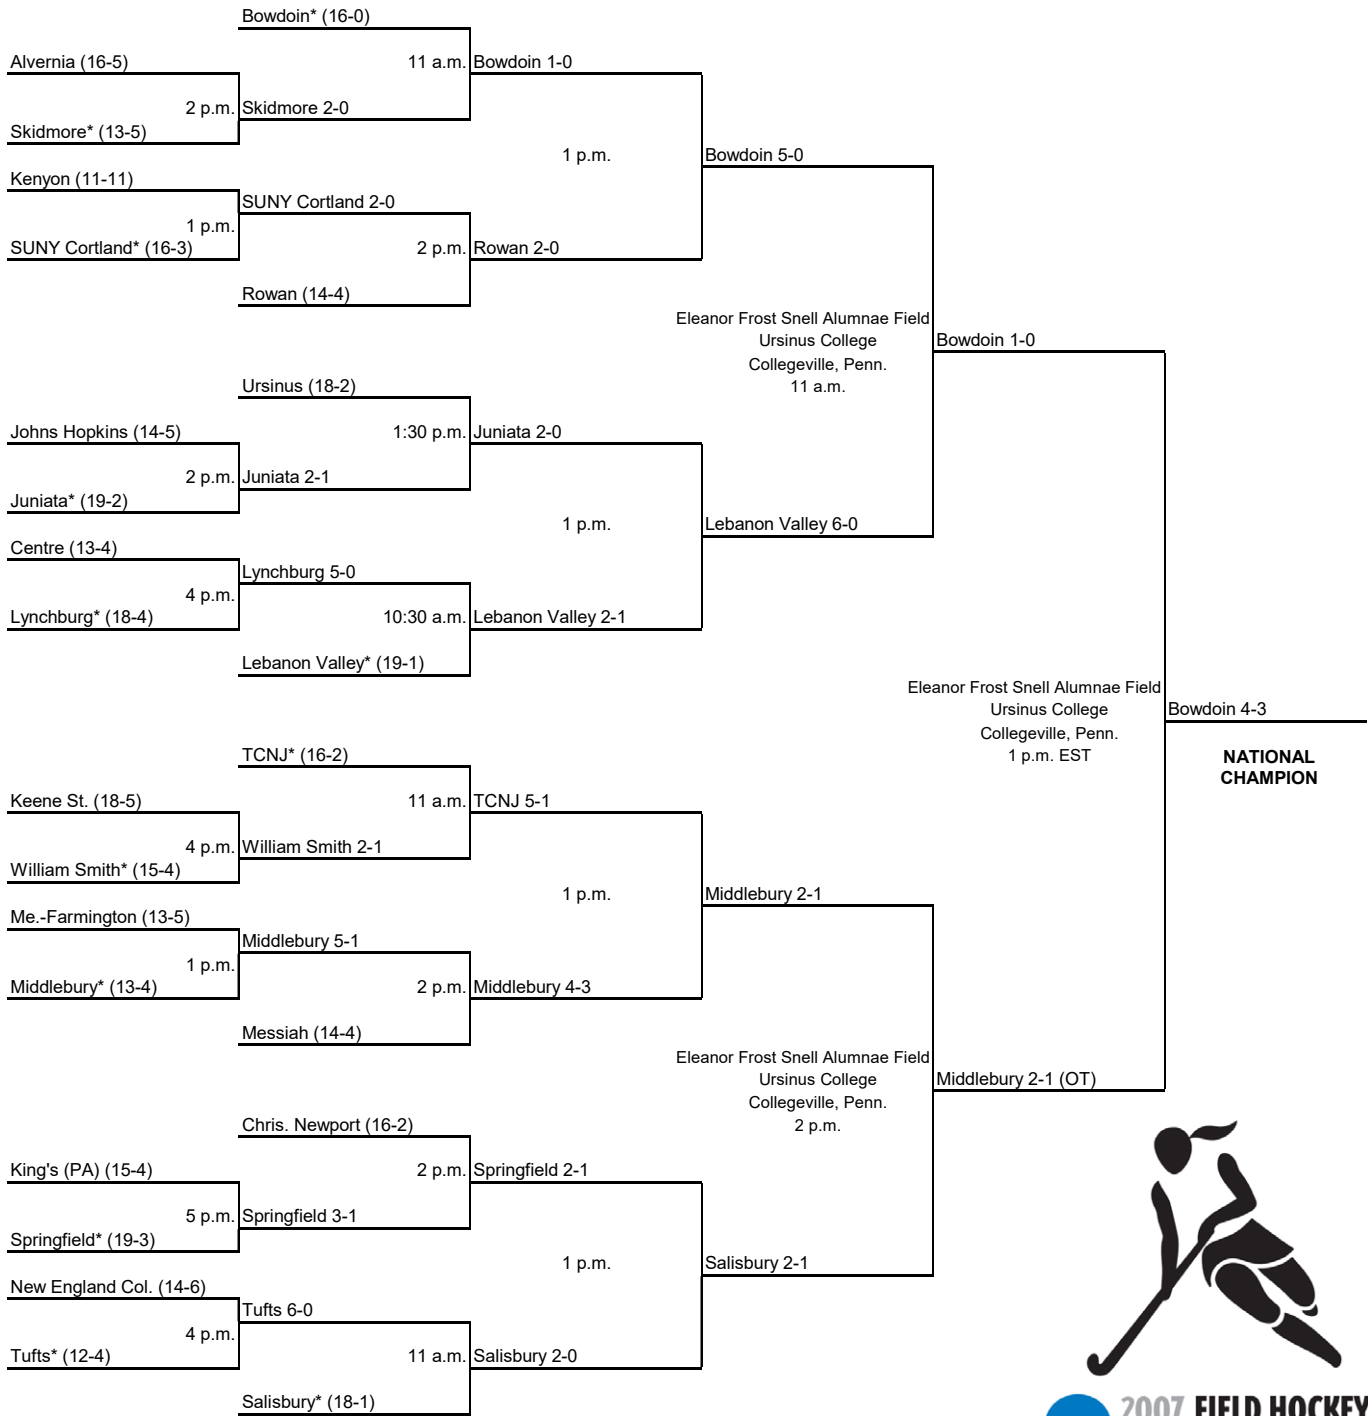 Bowdoin* (16-0)
Alvernia (16-5)
11 a.m. Bowdoin 1-0
2 p.m. Skidmore 2-0
Skidmore* (13-5)
1 p.m.
Bowdoin 5-0
Kenyon (11-11)
SUNY Cortland 2-0
1 p.m.
SUNY Cortland* (16-3)
2 p.m. Rowan 2-0
Rowan (14-4)
Eleanor Frost Snell Alumnae Field
Ursinus College
Collegeville, Penn.
11 a.m.
Bowdoin 1-0
Ursinus (18-2)
Johns Hopkins (14-5)
1:30 p.m. Juniata 2-0
2 p.m. Juniata 2-1
Juniata* (19-2)
1 p.m.
Lebanon Valley 6-0
Centre (13-4)
Lynchburg 5-0
4 p.m.
Lynchburg* (18-4)
10:30 a.m. Lebanon Valley 2-1
Lebanon Valley* (19-1)
Eleanor Frost Snell Alumnae Field
Ursinus College
Collegeville, Penn.
1 p.m. EST
Bowdoin 4-3
NATIONAL
CHAMPION
TCNJ* (16-2)
Keene St. (18-5)
11 a.m. TCNJ 5-1
4 p.m. William Smith 2-1
William Smith* (15-4)
1 p.m.
Middlebury 2-1
Me.-Farmington (13-5)
Middlebury 5-1
1 p.m.
Middlebury* (13-4)
2 p.m. Middlebury 4-3
Messiah (14-4)
Eleanor Frost Snell Alumnae Field
Ursinus College
Collegeville, Penn.
2 p.m.
Middlebury 2-1 (OT)
Chris. Newport (16-2)
King's (PA) (15-4)
2 p.m. Springfield 2-1
5 p.m. Springfield 3-1
Springfield* (19-3)
1 p.m.
Salisbury 2-1
New England Col. (14-6)
Tufts 6-0
4 p.m.
Tufts* (12-4)
11 a.m. Salisbury 2-0
Salisbury* (18-1)
2007 FIELD HOCKEY